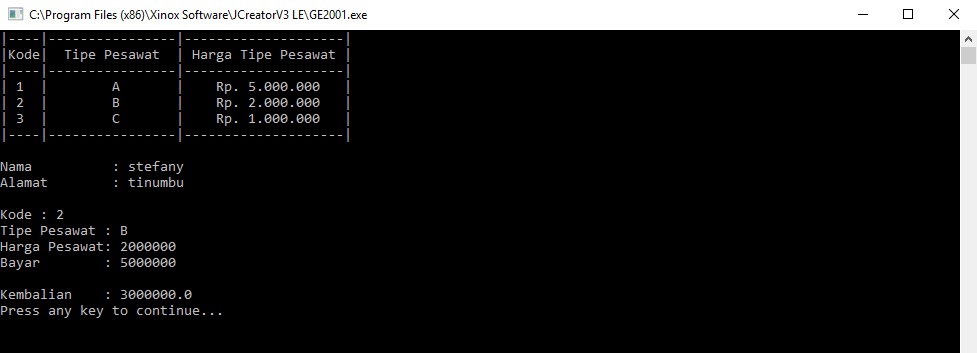 C:\Program Files (x86)\Xinox Software\JCreatorV3 LE\GE2001.exe
|----|----------------|--------------------|
|Kode|  Tipe Pesawat  | Harga Tipe Pesawat |
|----|----------------|--------------------|
| 1  |        A       |    Rp. 5.000.000   |
| 2  |        B       |    Rp. 2.000.000   |
| 3  |        C       |    Rp. 1.000.000   |
|----|----------------|--------------------|
Nama          : stefany
Alamat        : tinumbu
Kode : 2
Tipe Pesawat : B
Harga Pesawat: 2000000
Bayar        : 5000000
Kembalian    : 3000000.0
Press any key to continue...